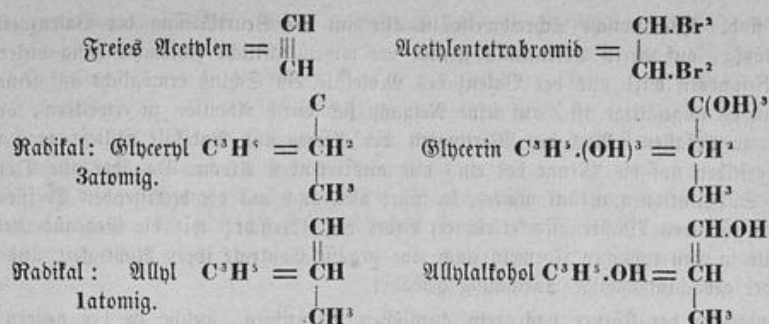 CH CH.Br²
Freies Acetylen = ||| Acetylentetrabromid = |
CH CH.Br²
C C(OH)³
Radikal: Glyceryl C³H⁵ = CH² Glycerin C³H⁵.(OH)³ = CH
3atomig. CH³ CH³
CH CH.OH
Radikal: Allyl C³H⁵ = CH Allylalkohol C³H⁵.OH = CH
1atomig. CH³ CH³